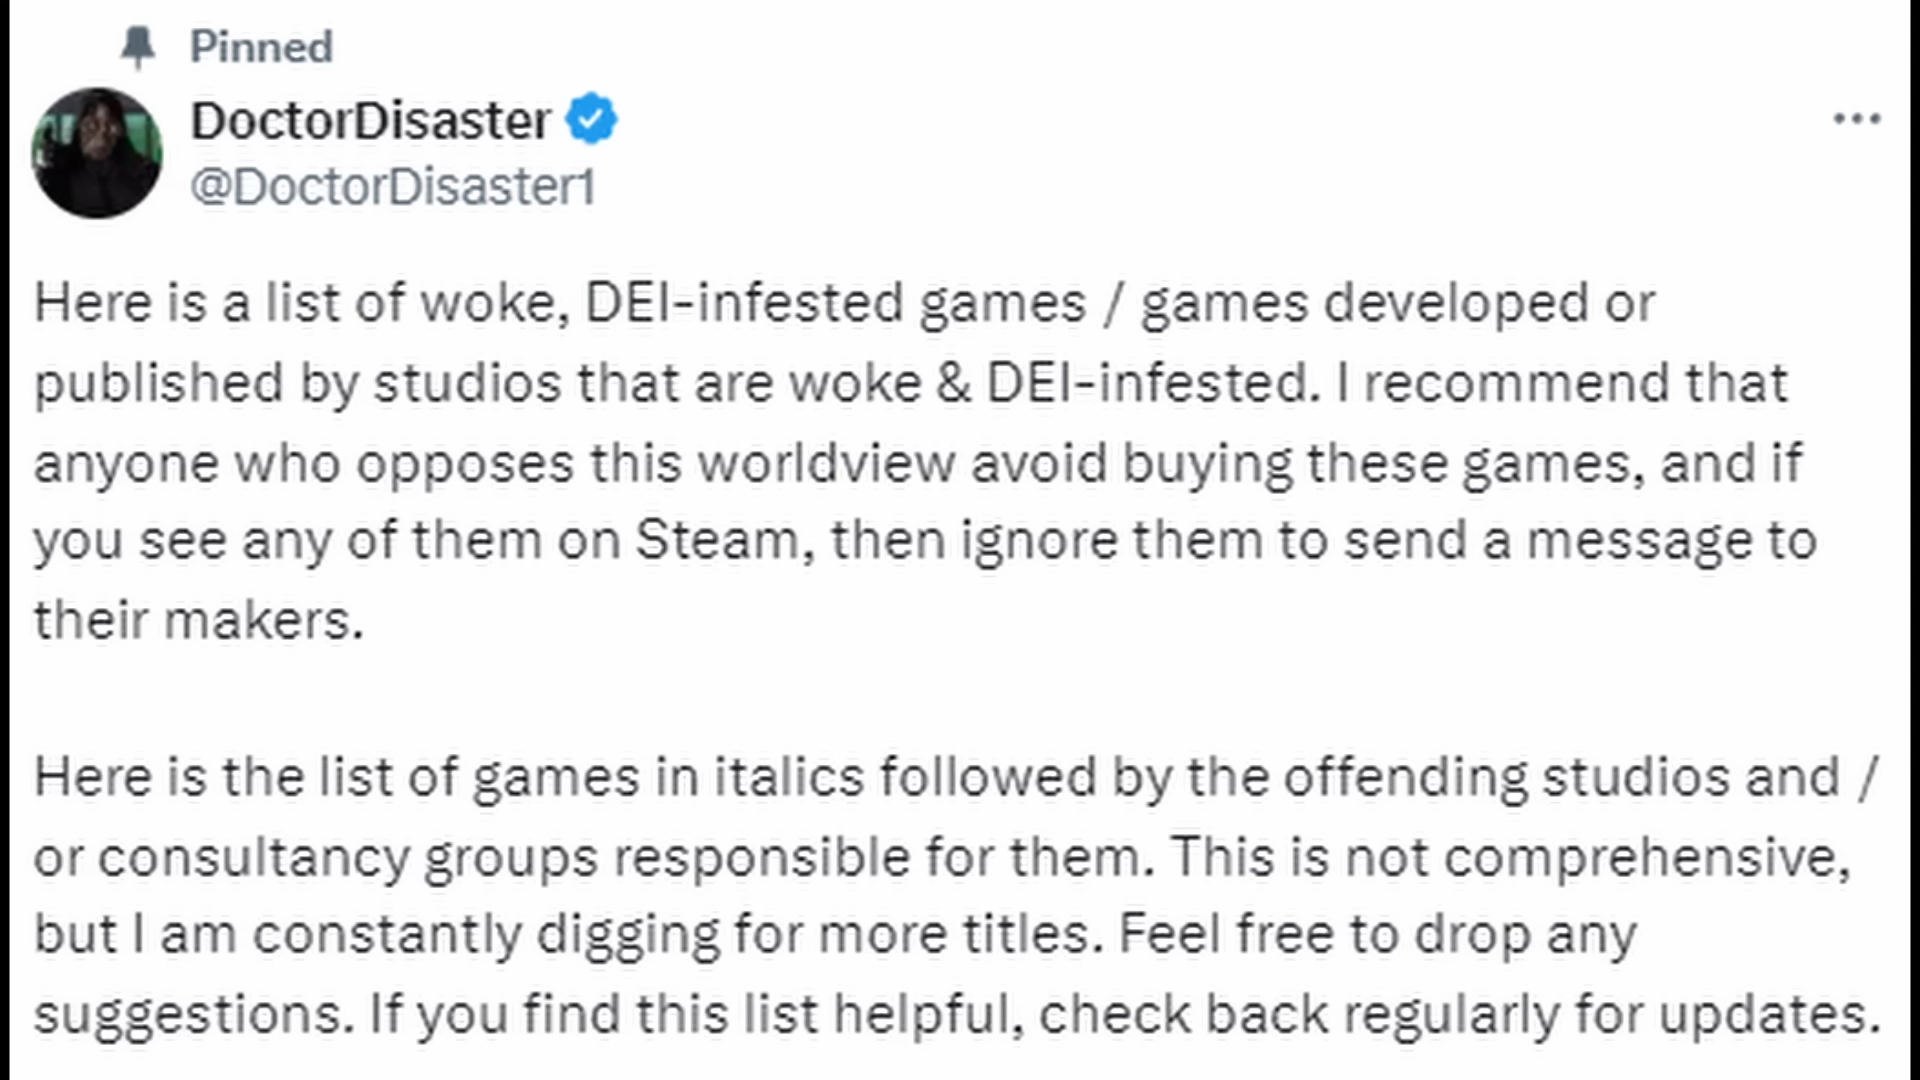 Pinned
DoctorDisaster
@DoctorDisaster1
Here is a list of woke, DEI-infested games / games developed or
published by studios that are woke & DEI-infested. I recommend that
anyone who opposes this worldview avoid buying these games, and if
you see any of them on Steam, then ignore them to send a message to
their makers.
Here is the list of games in italics followed by the offending studios and /
or consultancy groups responsible for them. This is not comprehensive,
but I am constantly digging for more titles. Feel free to drop any
suggestions. If you find this list helpful, check back regularly for updates.